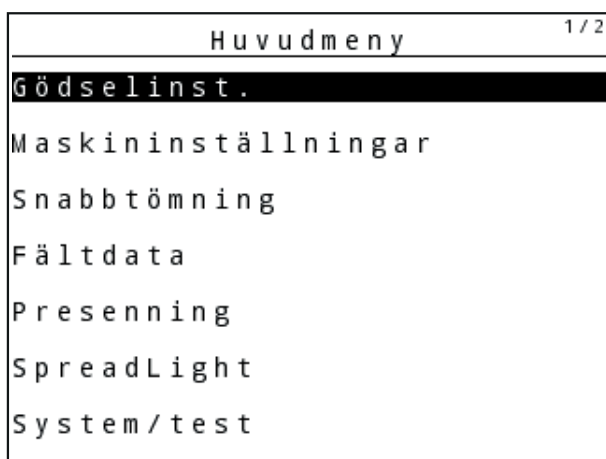 Huvudmeny 1/2
Gödselinst.
Maskininställningar
Snabbtömning
Fältdata
Presenning
SpreadLight
System/test